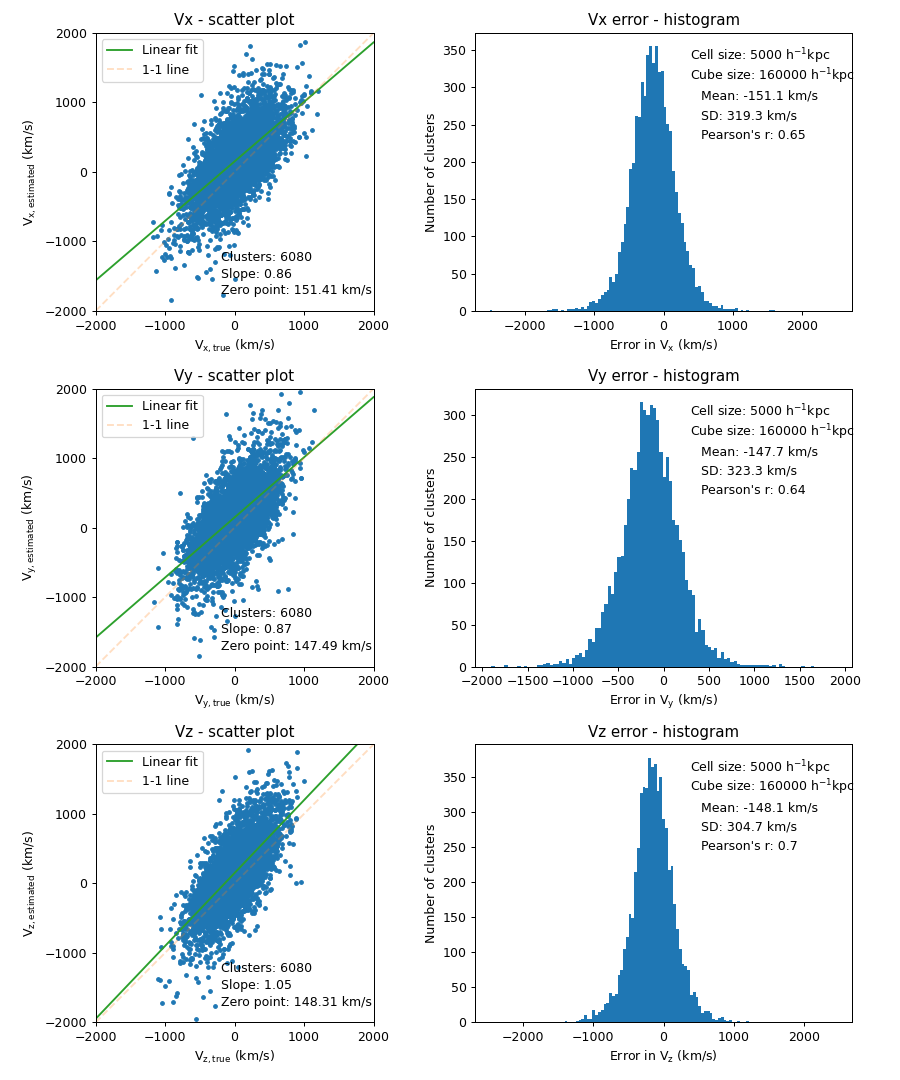 Vx - scatter plot
Linear fit
1-1 line
2000
1000
0
−1000
−2000
V_x, estimated (km/s)
Clusters: 6080
Slope: 0.86
Zero point: 151.41 km/s
−2000 −1000 0 1000 2000
V_x, true (km/s)
Vx error - histogram
Cell size: 5000 h⁻¹kpc
Cube size: 160000 h⁻¹kpc
Mean: -151.1 km/s
SD: 319.3 km/s
Pearson's r: 0.65
350
300
250
200
150
100
50
0
Number of clusters
−2000 −1000 0 1000 2000
Error in V_x (km/s)
Vy - scatter plot
Linear fit
1-1 line
2000
1000
0
−1000
−2000
V_y, estimated (km/s)
Clusters: 6080
Slope: 0.87
Zero point: 147.49 km/s
−2000 −1000 0 1000 2000
V_y, true (km/s)
Vy error - histogram
Cell size: 5000 h⁻¹kpc
Cube size: 160000 h⁻¹kpc
Mean: -147.7 km/s
SD: 323.3 km/s
Pearson's r: 0.64
300
250
200
150
100
50
0
Number of clusters
−2000 −1500 −1000 −500 0 500 1000 1500 2000
Error in V_y (km/s)
Vz - scatter plot
Linear fit
1-1 line
2000
1000
0
−1000
−2000
V_z, estimated (km/s)
Clusters: 6080
Slope: 1.05
Zero point: 148.31 km/s
−2000 −1000 0 1000 2000
V_z, true (km/s)
Vz error - histogram
Cell size: 5000 h⁻¹kpc
Cube size: 160000 h⁻¹kpc
Mean: -148.1 km/s
SD: 304.7 km/s
Pearson's r: 0.7
350
300
250
200
150
100
50
0
Number of clusters
−2000 −1000 0 1000 2000
Error in V_z (km/s)